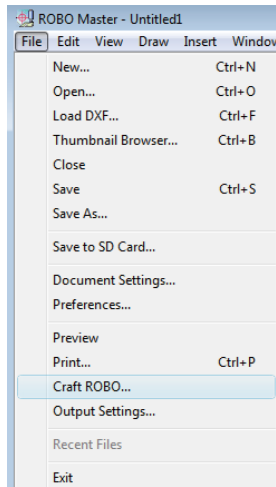 ROBO Master - Untitled1
File Edit View Draw Insert Window
New... Ctrl+N
Open... Ctrl+O
Load DXF... Ctrl+F
Thumbnail Browser... Ctrl+B
Close
Save Ctrl+S
Save As...
Save to SD Card...
Document Settings...
Preferences...
Preview
Print... Ctrl+P
Craft ROBO...
Output Settings...
Recent Files
Exit